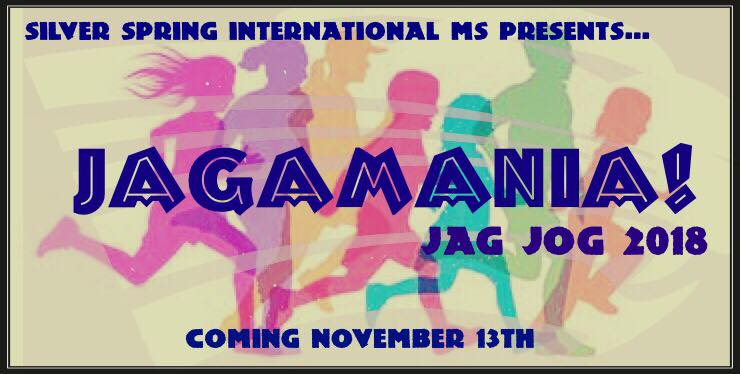 SILVER SPRING INTERNATIONAL MS PRESENTS...
JAGAMANIA!
JAG JOG 2018
COMING NOVEMBER 13TH